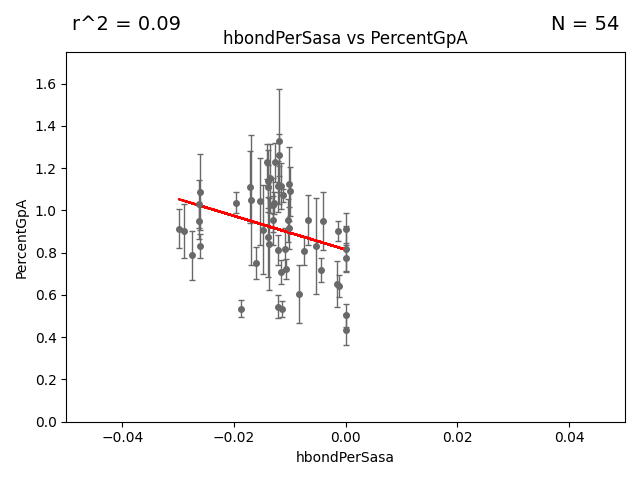 r^2 = 0.09
N = 54
hbondPerSasa vs PercentGpA
1.6
1.4
1.2
1.0
0.8
0.6
0.4
0.2
0.0
PercentGpA
−0.04 −0.02 0.00 0.02 0.04
hbondPerSasa